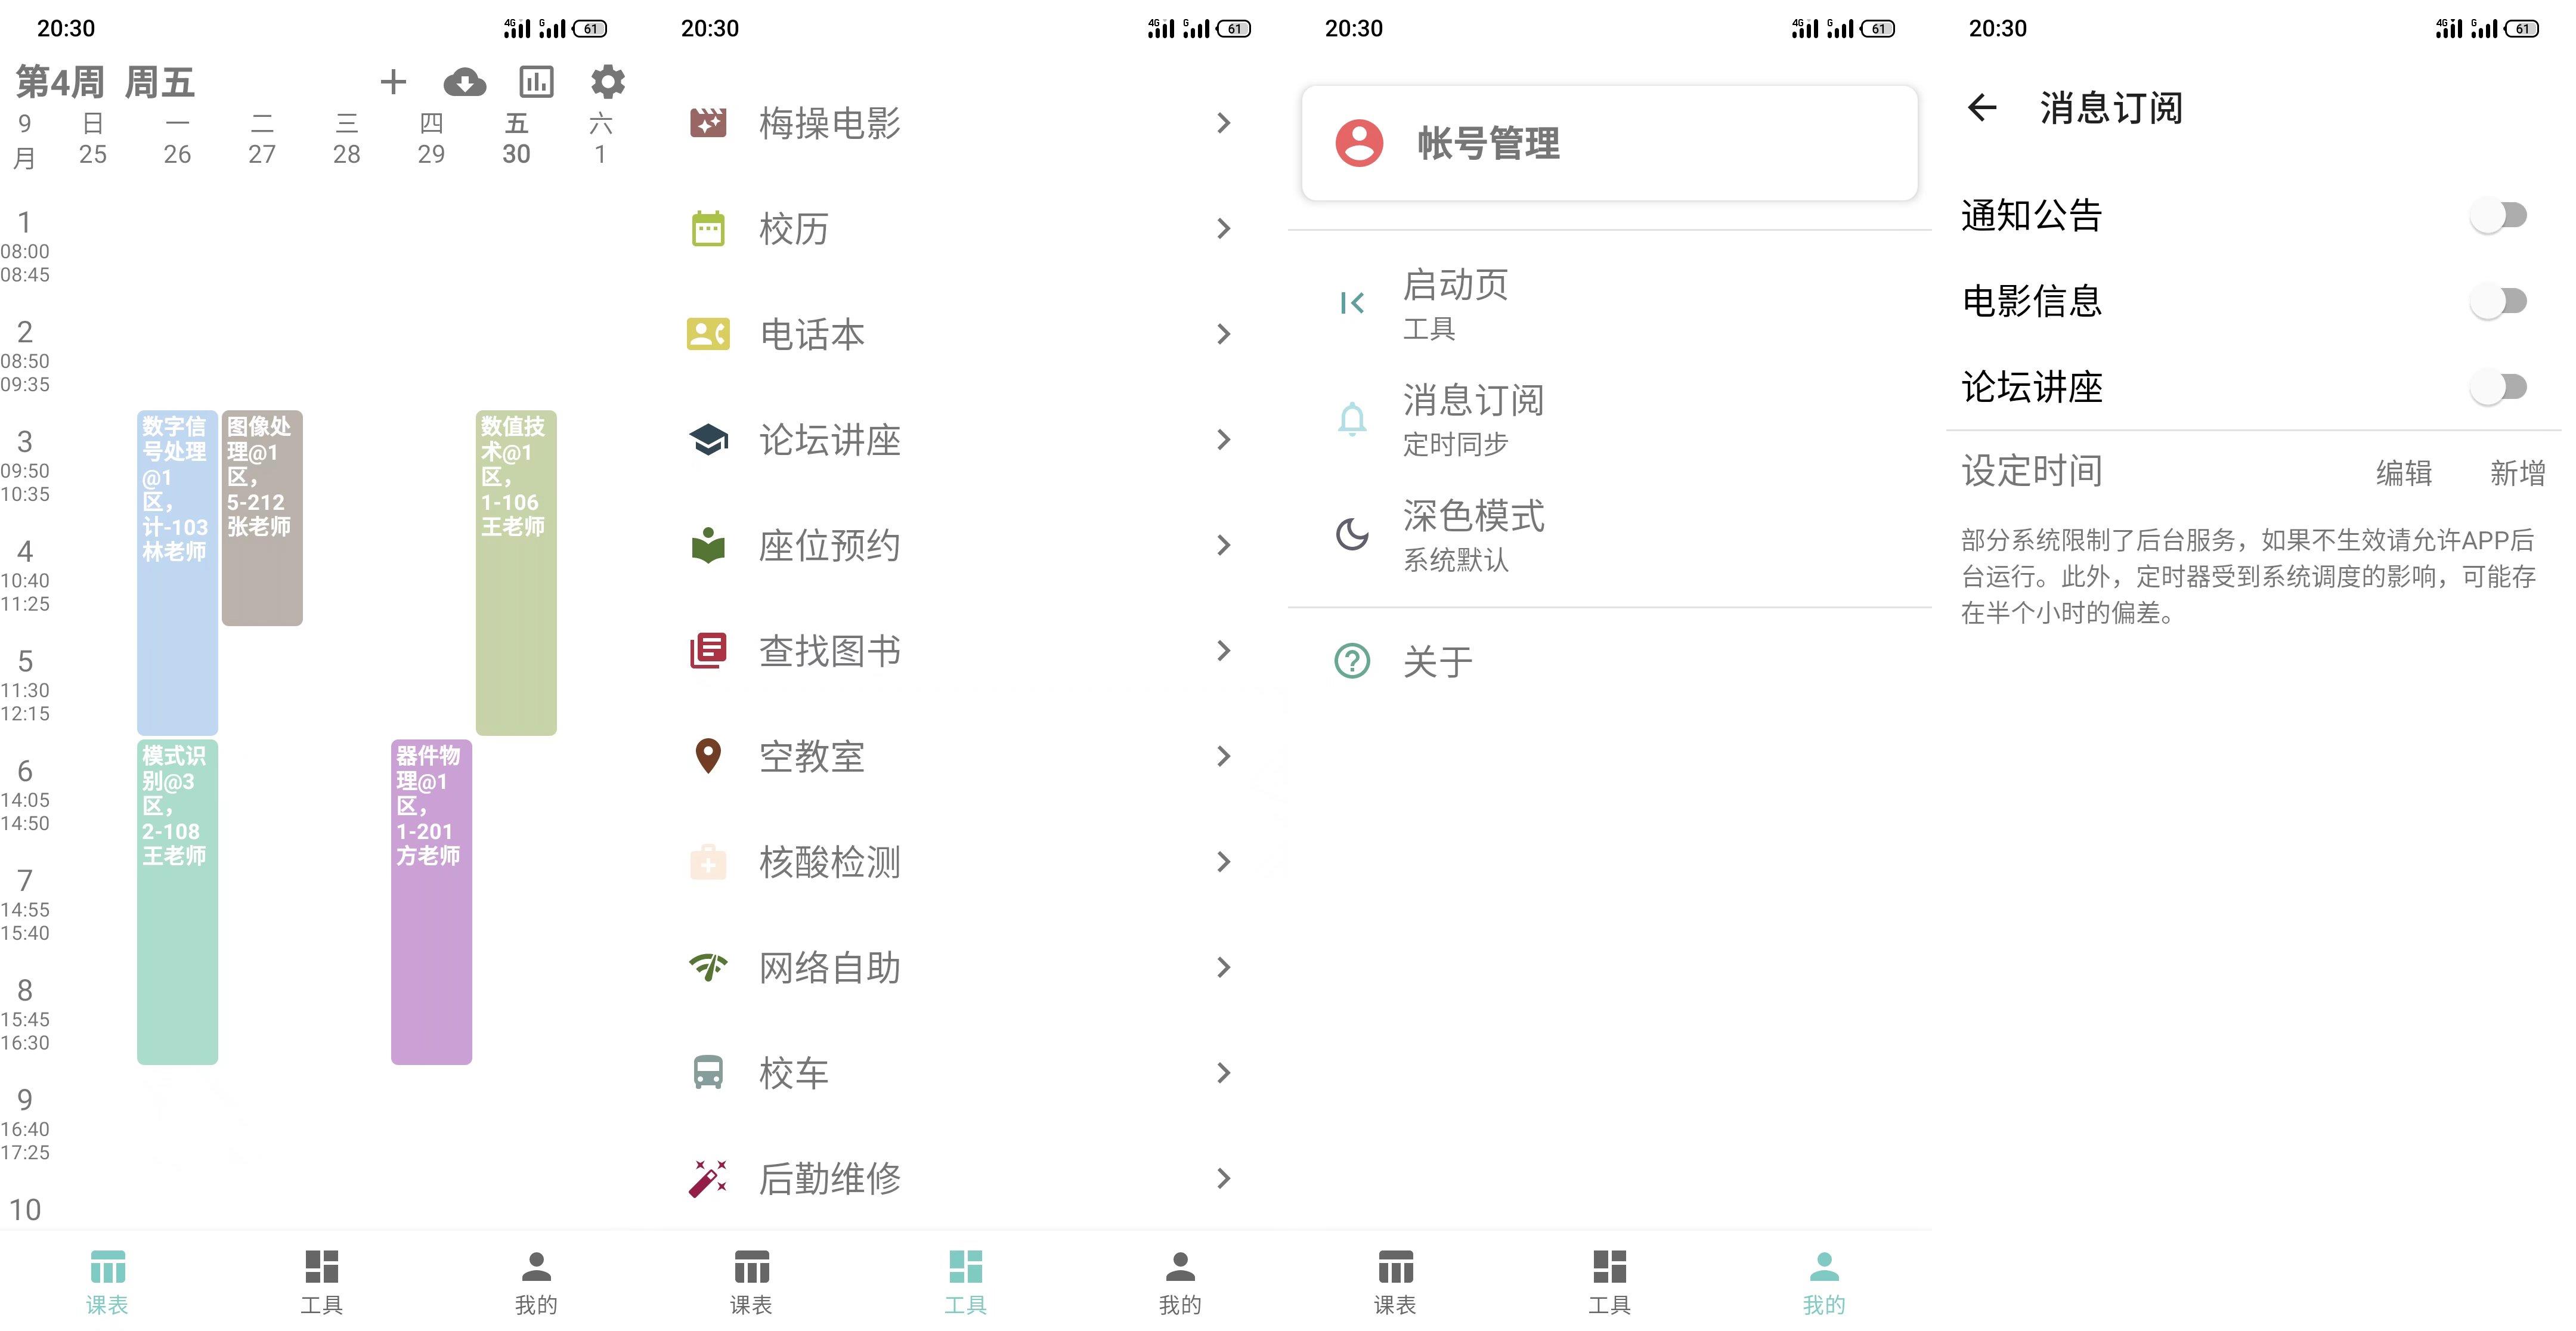 20:30
4G G 61
第4周 周五
9
月
日 一 二 三 四 五 六
25 26 27 28 29 30 1
1
08:00
08:45
2
08:50
09:35
3
09:50
10:35
4
10:40
11:25
5
11:30
12:15
6
14:05
14:50
7
14:55
15:40
8
15:45
16:30
9
16:40
17:25
10
数字信
号处理
@1
区，
计-103
林老师
图像处
理@1
区，
5-212
张老师
数值技
术@1
区，
1-106
王老师
模式识
别@3
区，
2-108
王老师
器件物
理@1
区，
1-201
方老师
课表 工具 我的
20:30
4G G 61
梅操电影
校历
电话本
论坛讲座
座位预约
查找图书
空教室
核酸检测
网络自助
校车
后勤维修
课表 工具 我的
20:30
4G G 61
帐号管理
启动页
工具
消息订阅
定时同步
深色模式
系统默认
关于
课表 工具 我的
20:30
4G G 61
消息订阅
通知公告
电影信息
论坛讲座
设定时间 编辑 新增
部分系统限制了后台服务，如果不生效请允许APP后
台运行。此外，定时器受到系统调度的影响，可能存
在半个小时的偏差。